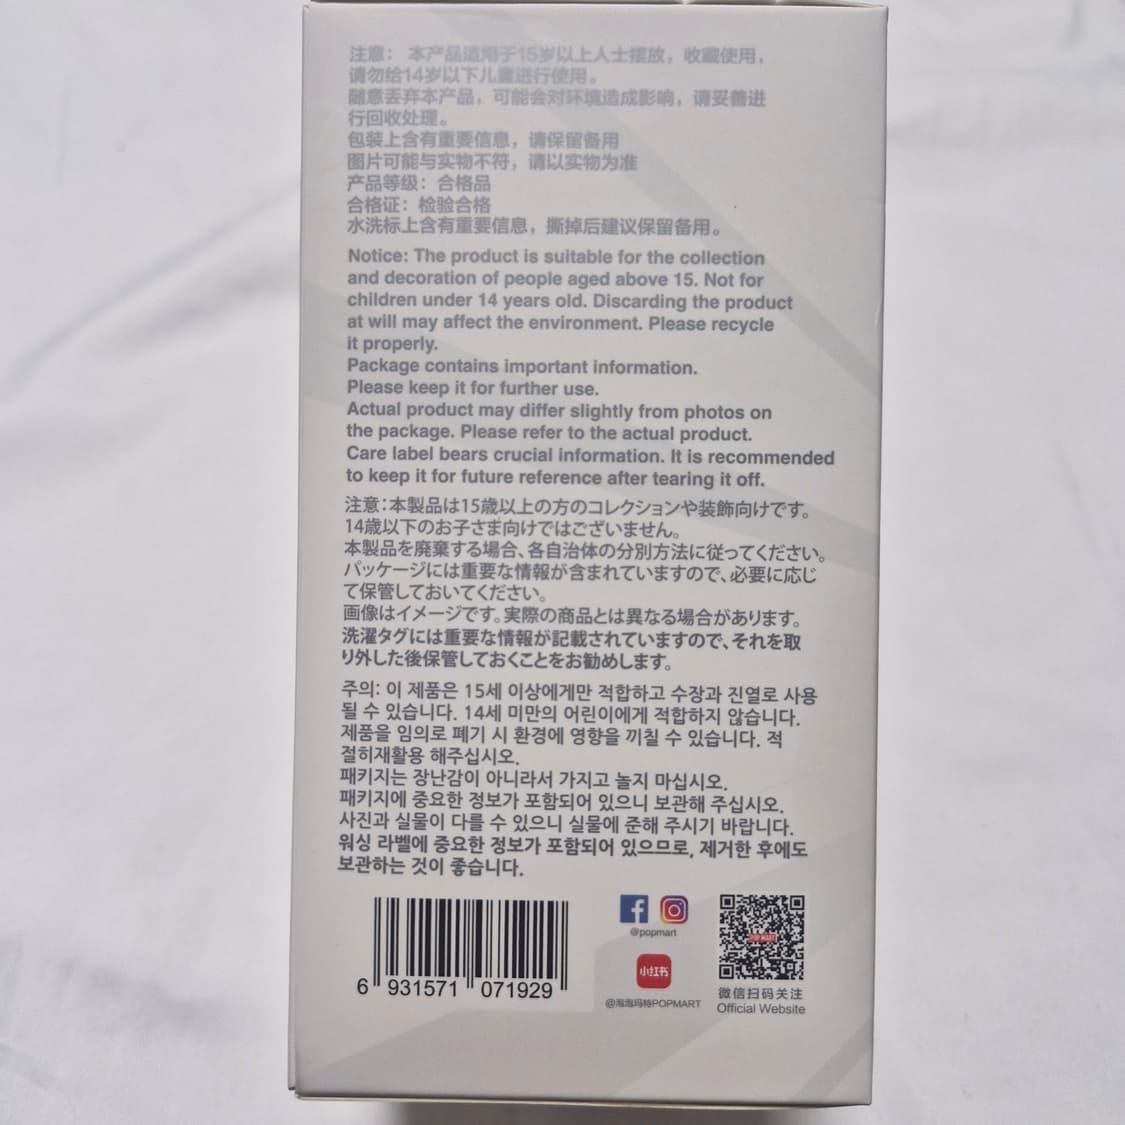 注意： 本产品适用于15岁以上人士摆放，收藏使用，
请勿给14岁以下儿童进行使用。
随意丢弃本产品，可能会对环境造成影响，请妥善进
行回收处理。
包装上含有重要信息，请保留备用
图片可能与实物不符，请以实物为准
产品等级：合格品
合格证：检验合格
水洗标上含有重要信息，撕掉后建议保留备用。
Notice: The product is suitable for the collection
and decoration of people aged above 15. Not for
children under 14 years old. Discarding the product
at will may affect the environment. Please recycle
it properly.
Package contains important information.
Please keep it for further use.
Actual product may differ slightly from photos on
the package. Please refer to the actual product.
Care label bears crucial information. It is recommended
to keep it for future reference after tearing it off.
注意：本製品は15歳以上の方のコレクションや装飾向けです。
14歳以下のお子さま向けではございません。
本製品を廃棄する場合、各自治体の分別方法に従ってください。
パッケージには重要な情報が含まれていますので、必要に応じ
て保管しておいてください。
画像はイメージです。実際の商品とは異なる場合があります。
洗濯タグには重要な情報が記載されていますので、それを取
り外した後保管しておくことをお勧めします。
주의: 이 제품은 15세 이상에게만 적합하고 수장과 진열로 사용
될 수 있습니다. 14세 미만의 어린이에게 적합하지 않습니다.
제품을 임의로 폐기 시 환경에 영향을 끼칠 수 있습니다. 적
절히재활용 해주십시오.
패키지는 장난감이 아니라서 가지고 놀지 마십시오.
패키지에 중요한 정보가 포함되어 있으니 보관해 주십시오.
사진과 실물이 다를 수 있으니 실물에 준해 주시기 바랍니다.
워싱 라벨에 중요한 정보가 포함되어 있으므로, 제거한 후에도
보관하는 것이 좋습니다.
6 931571 071929
@popmart
小红书
@泡泡玛特POPMART
POP MART
微信扫码关注
Official Website